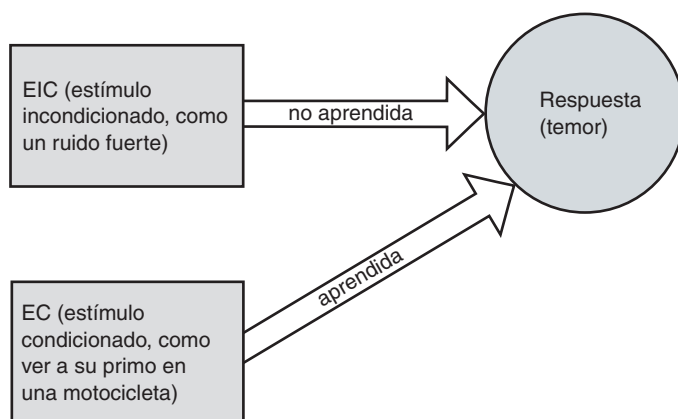 EIC (estímulo
incondicionado, como
un ruido fuerte)
no aprendida
Respuesta
(temor)
EC (estímulo
condicionado, como
ver a su primo en
una motocicleta)
aprendida